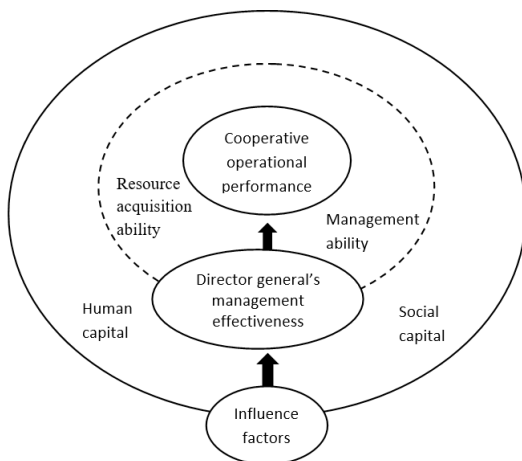 Cooperative
operational
performance
Resource
acquisition
ability
Management
ability
Director general's
management
effectiveness
Human
capital
Social
capital
Influence
factors